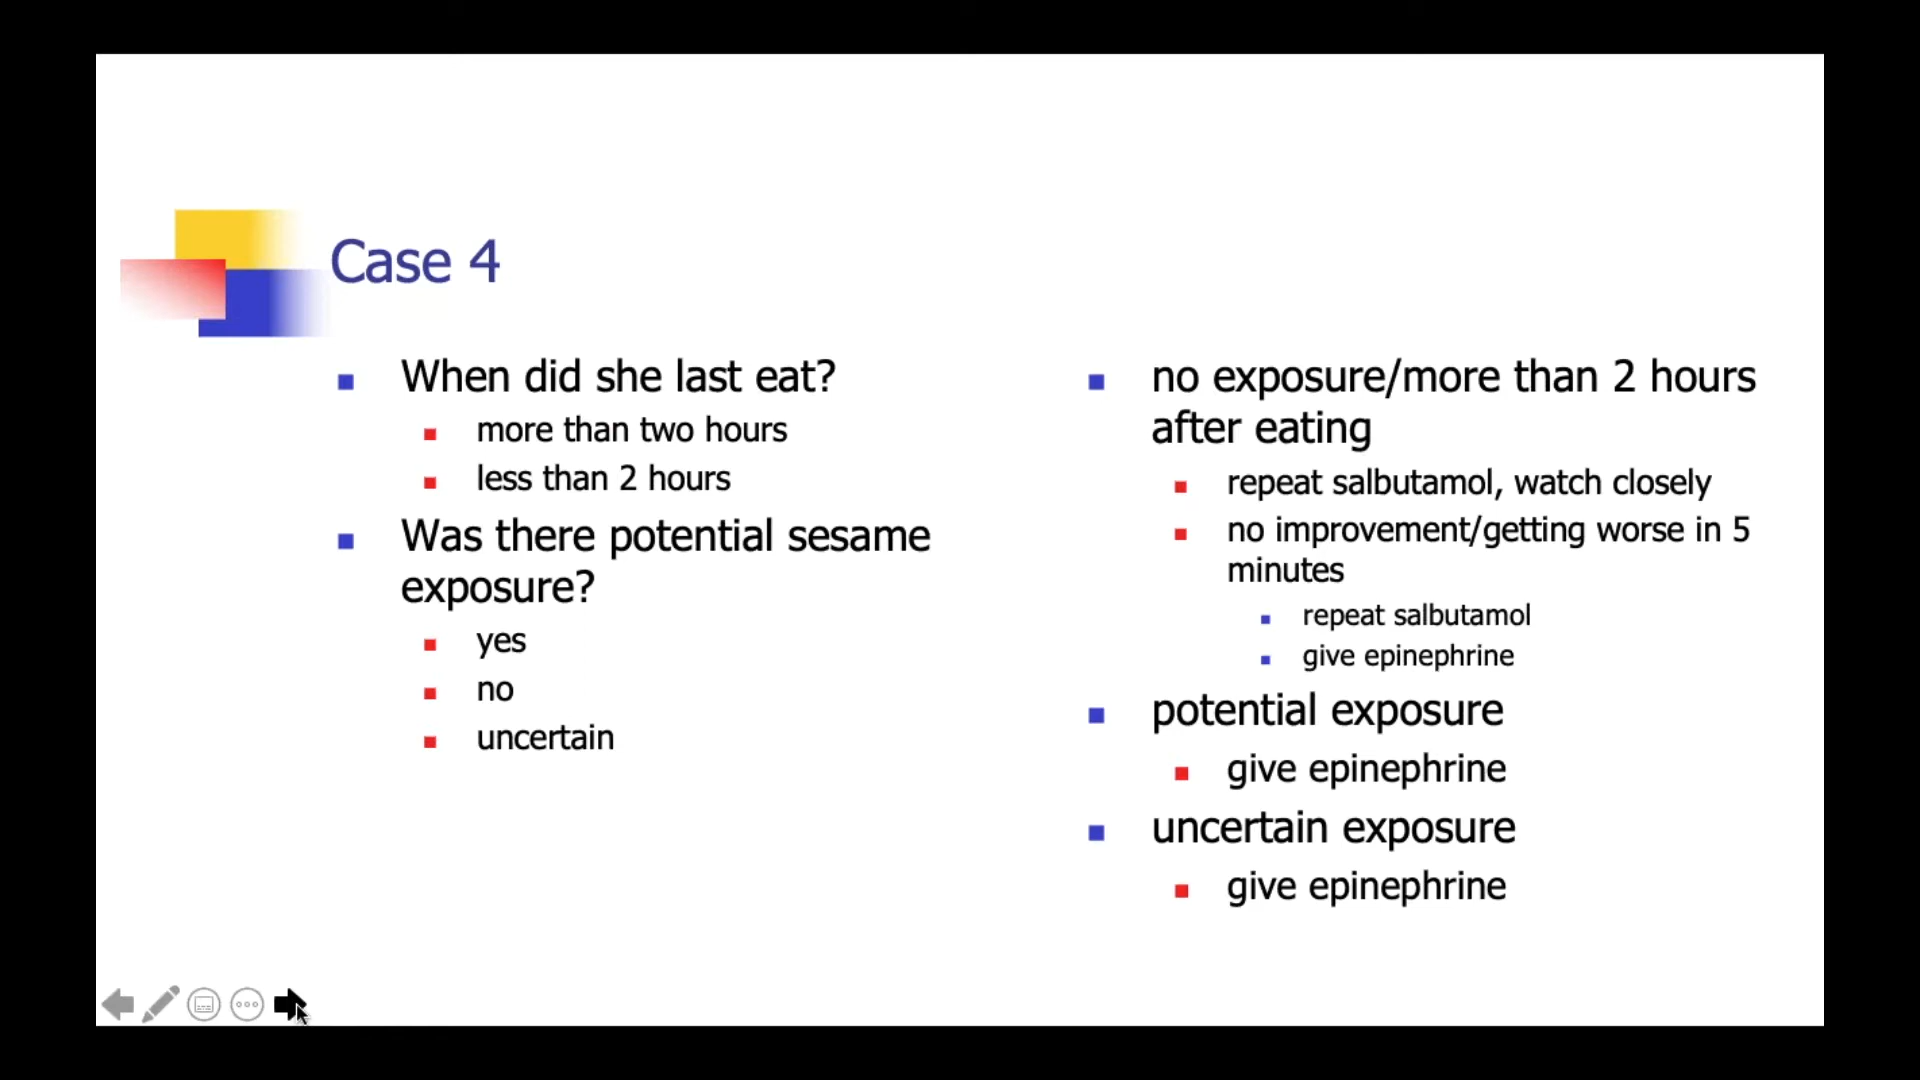 Case 4
When did she last eat?
more than two hours
less than 2 hours
Was there potential sesame
exposure?
yes
no
uncertain
no exposure/more than 2 hours
after eating
repeat salbutamol, watch closely
no improvement/getting worse in 5
minutes
repeat salbutamol
give epinephrine
potential exposure
give epinephrine
uncertain exposure
give epinephrine